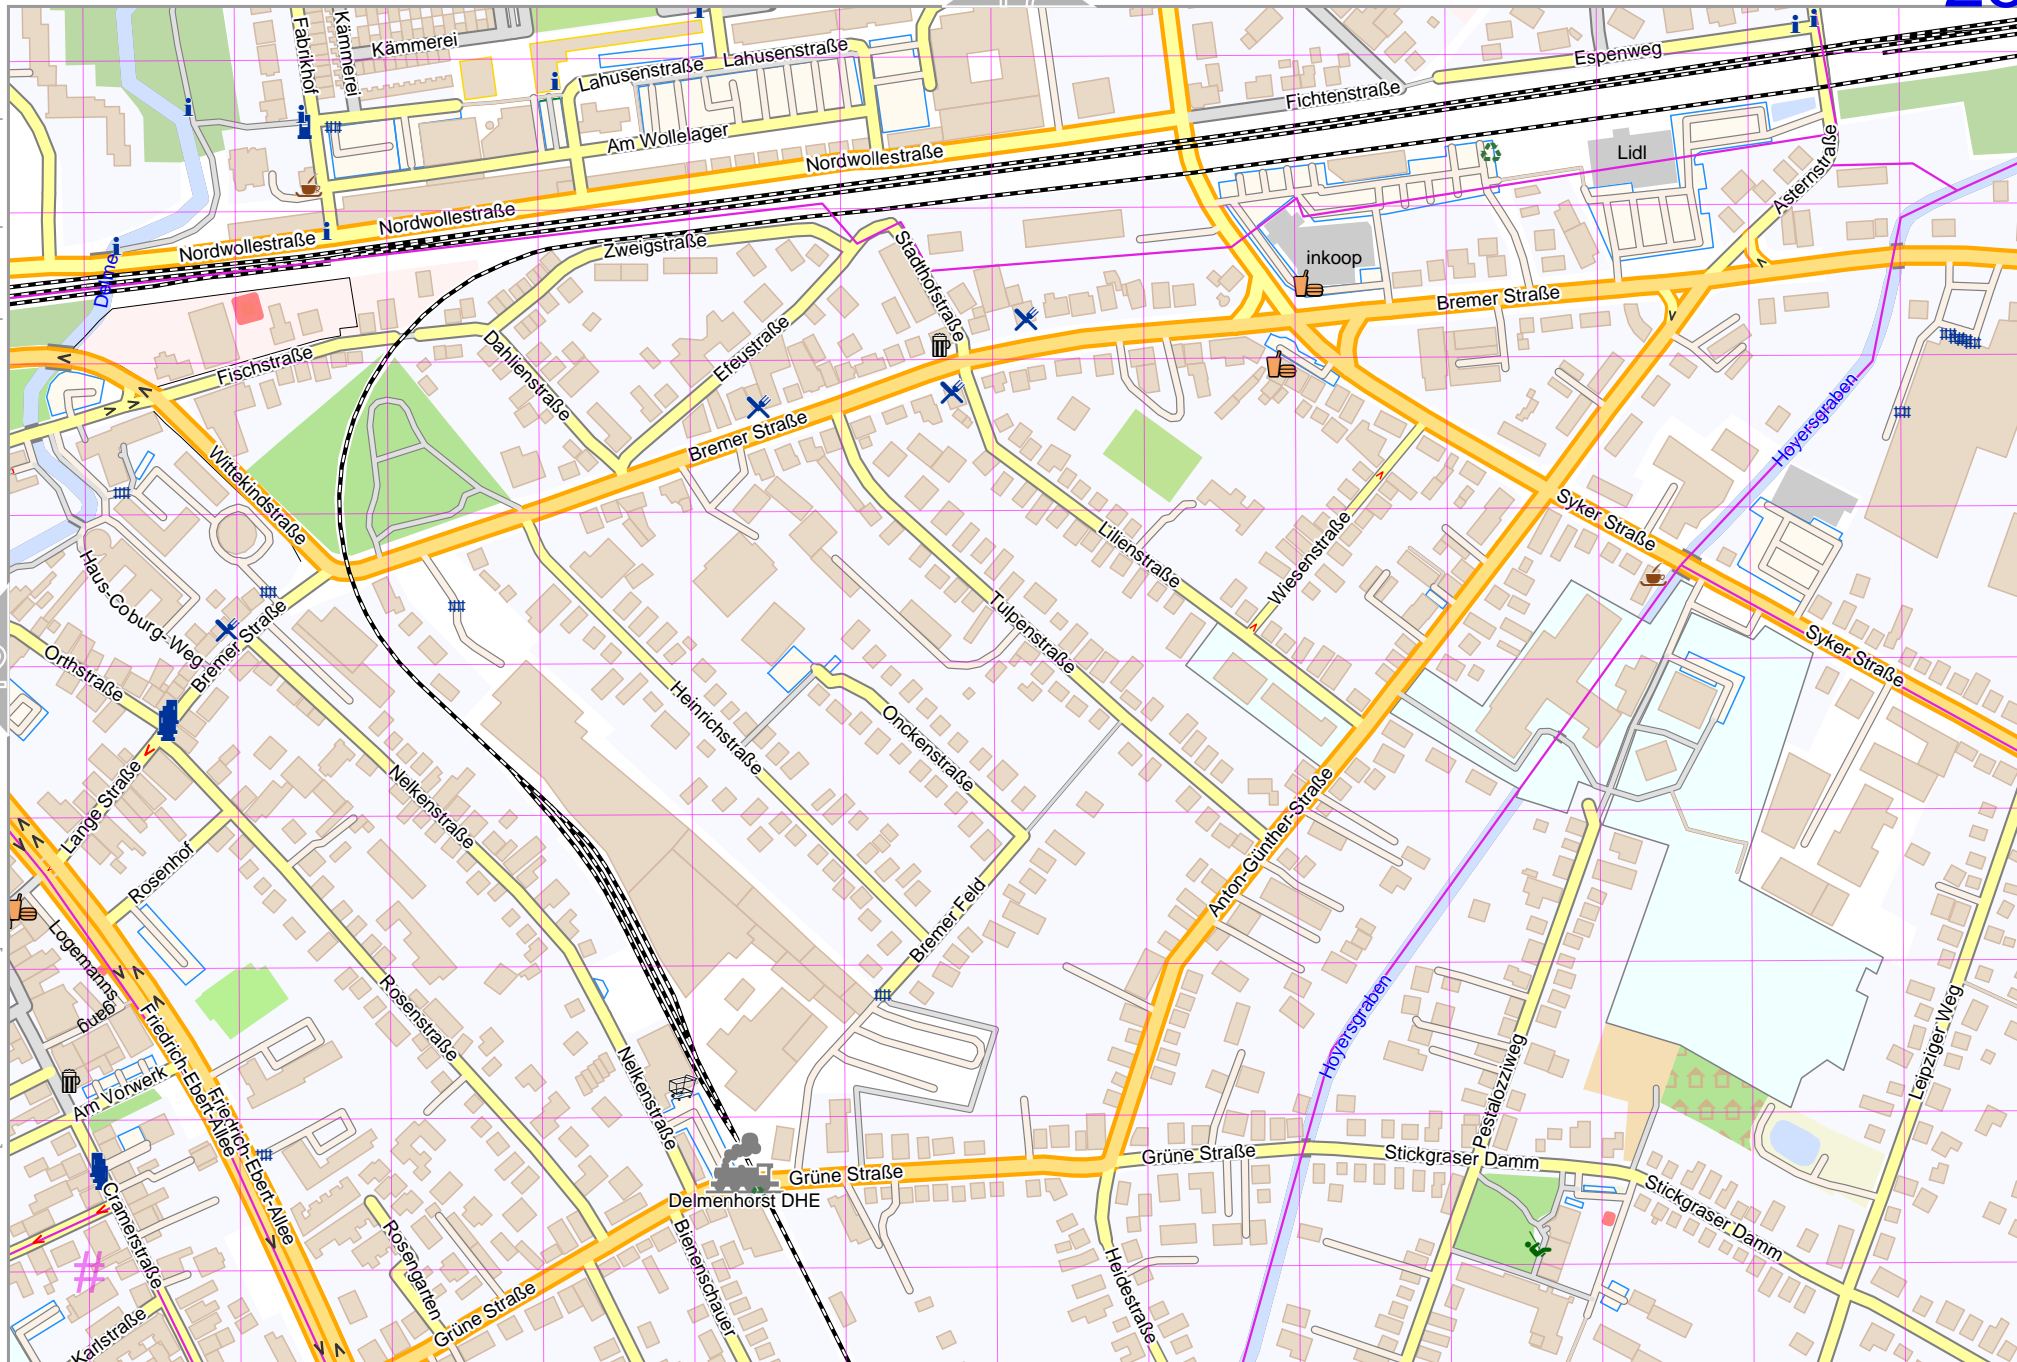 Fabrikhof
Kämmerei
Kämmerei
Lahusenstraße
Lahusenstraße
Espenweg
Fichtenstraße
Am Wollelager
Nordwollestraße
Lidl
Asternstraße
Nordwollestraße
Nordwollestraße
Zweigstraße
Stadthofstraße
inkoop
Delme
Bremer Straße
Fischstraße
Dahlienstraße
Efeustraße
Bremer Straße
Hoyersgraben
Wittekindstraße
Syker Straße
Lilienstraße
Wiesenstraße
Haus-Coburg- Weg
Bremer Straße
Orthstraße
Tulpenstraße
Syker Straße
Heinrichstraße
Onckenstraße
Nelkenstraße
Lange Straße
Anton-Günther-Straße
Rosenhof
Bremer Feld
Logemanns
gang
Rosenstraße
Hoyersgraben
Leipziger Weg
Friedrich-Ebert-Allee
Friedrich-Ebert-Allee
Am Vorwerk
Nelkenstraße
Pestalozziweg
Grüne Straße
Grüne Straße
Stickgraser Damm
Stickgraser Damm
Delmenhorst DHE
Cramerstraße
Rosengarten
Bienenschauer
Heidestraße
#
Grüne Straße
Karlstraße